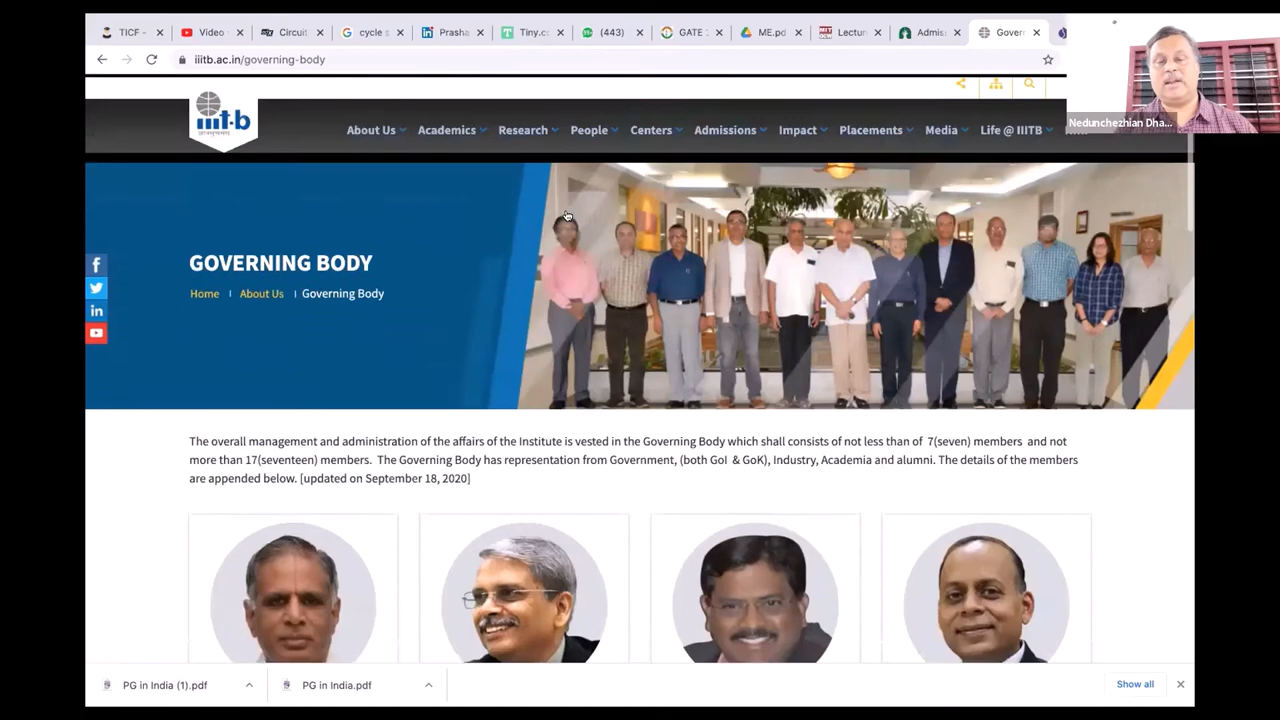 TICF -
Video
Circuit
cycle s
Prasha
Tiny.cc
(443)
GATE
ME.pd
Lectur
Admis
Govern
iiitb.ac.in/governing-body
iiit-b
About Us
Academics
Research
People
Centers
Admissions
Impact
Placements
Media
Life @ IIITB
Nedunchezhian Dha...
GOVERNING BODY
Home | About Us | Governing Body
The overall management and administration of the affairs of the Institute is vested in the Governing Body which shall consists of not less than of 7(seven) members and not
more than 17(seventeen) members. The Governing Body has representation from Government, (both GoI & GoK), Industry, Academia and alumni. The details of the members
are appended below. [updated on September 18, 2020]
PG in India (1).pdf
PG in India.pdf
Show all